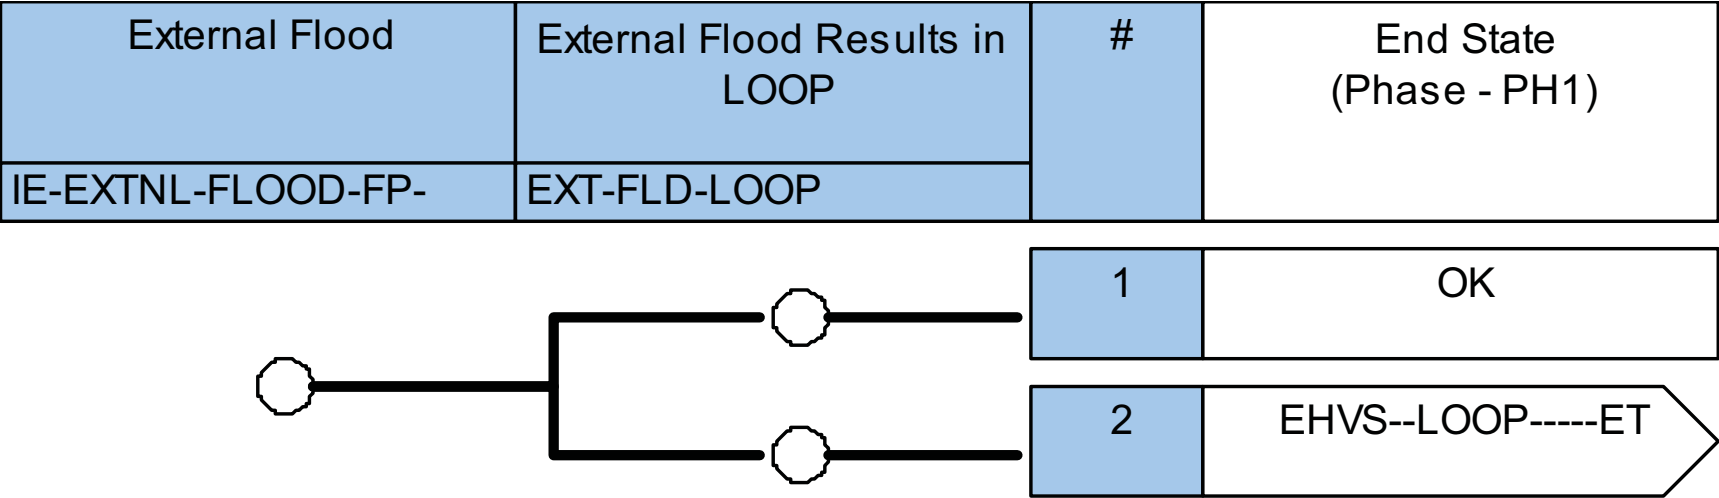 External Flood
External Flood Results in
LOOP
#
End State
(Phase - PH1)
IE-EXTNL-FLOOD-FP-
EXT-FLD-LOOP
1
OK
2
EHVS--LOOP-----ET